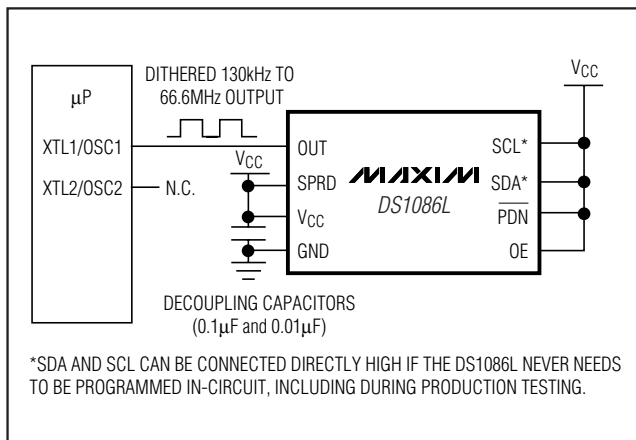 DITHERED 130kHz TO
66.6MHz OUTPUT
VCC
μP
XTL1/OSC1
OUT
SCL*
VCC
XTL2/OSC2
N.C.
SPRD
MAXIM
SDA*
DS1086L
VCC
PDN
GND
OE
DECOUPLING CAPACITORS
(0.1μF and 0.01μF)
*SDA AND SCL CAN BE CONNECTED DIRECTLY HIGH IF THE DS1086L NEVER NEEDS
TO BE PROGRAMMED IN-CIRCUIT, INCLUDING DURING PRODUCTION TESTING.